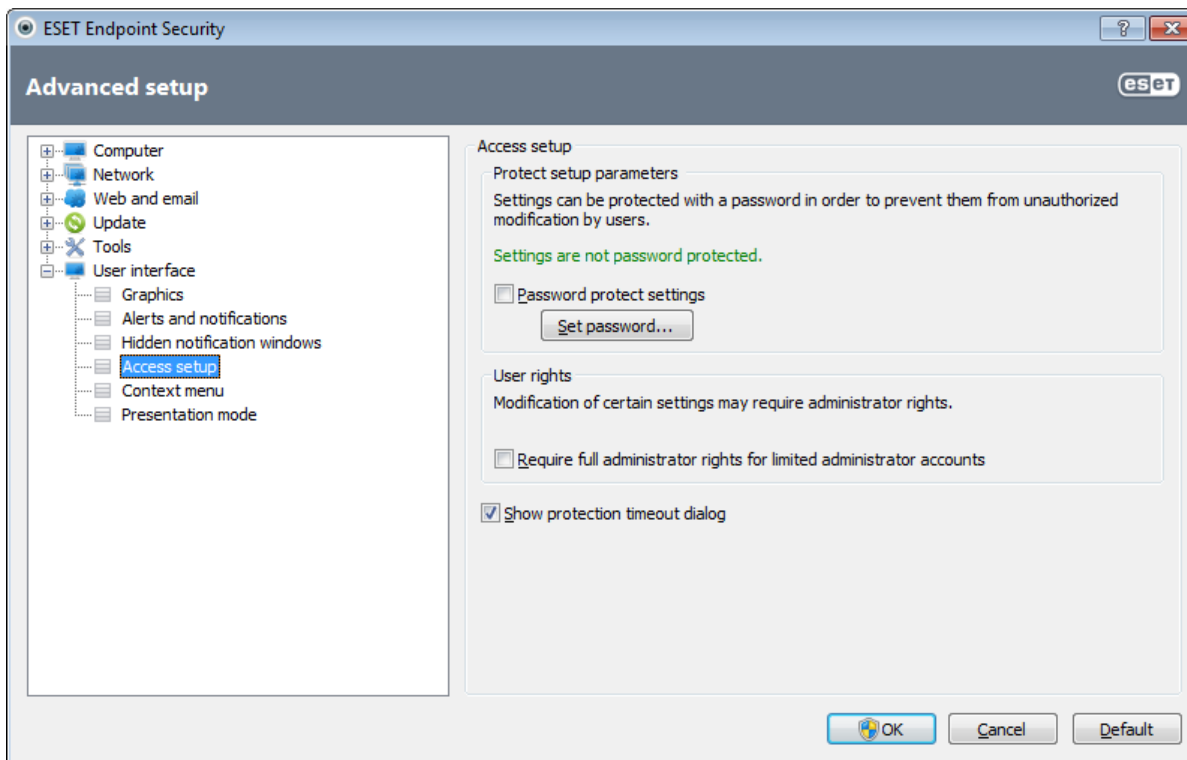 ESET Endpoint Security
Advanced setup
eseT
Computer
Network
Web and email
Update
Tools
User interface
Graphics
Alerts and notifications
Hidden notification windows
Access setup
Context menu
Presentation mode
Access setup
Protect setup parameters
Settings can be protected with a password in order to prevent them from unauthorized
modification by users.
Settings are not password protected.
Password protect settings
Set password...
User rights
Modification of certain settings may require administrator rights.
Require full administrator rights for limited administrator accounts
Show protection timeout dialog
OK
Cancel
Default